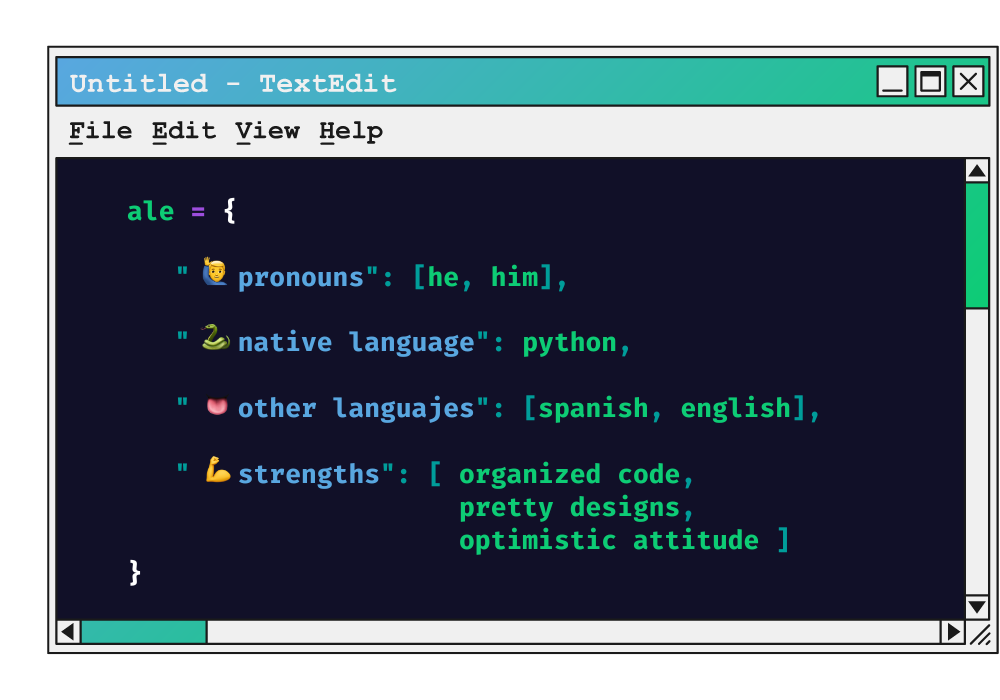 Untitled - TextEdit
File Edit View Help
ale = {
"🙋‍♂️pronouns": [he, him],
"🐍native language": python,
"👅other languajes": [spanish, english],
"💪strengths": [ organized code,
pretty designs,
optimistic attitude ]
}